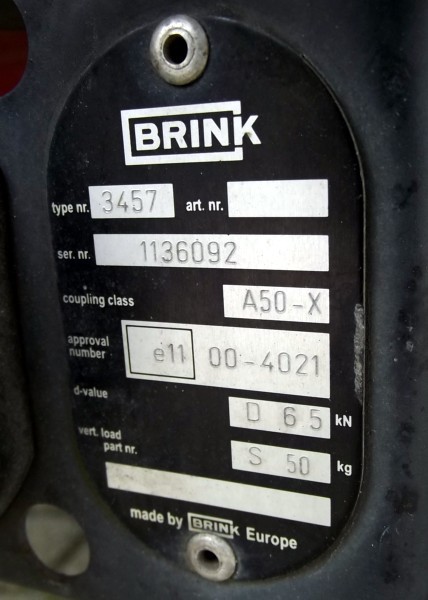 BRINK
type nr. 3457 art. nr.
ser. nr. 1136092
coupling class A50-X
approval
number e11 00-4021
d-value D 65 kN
vert. load S 50 kg
part nr.
made by BRINK Europe